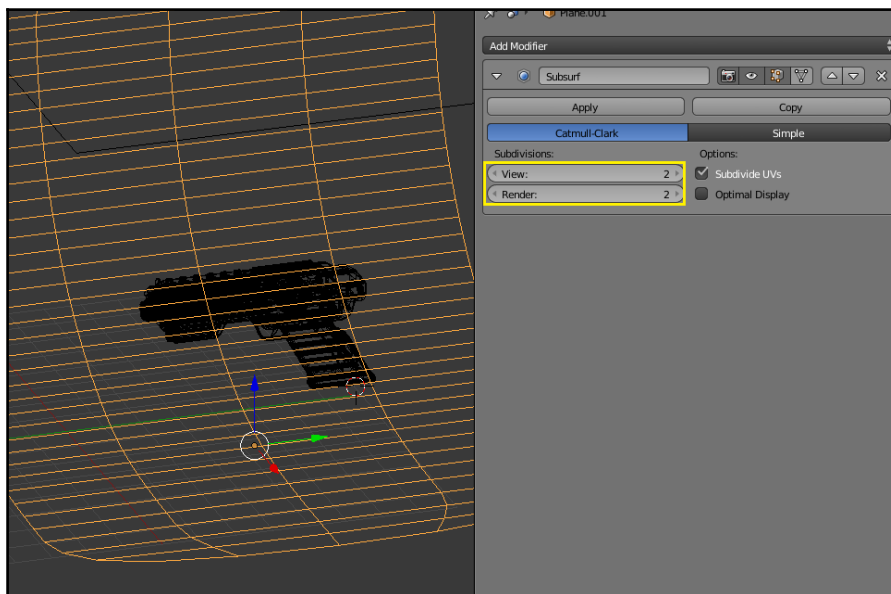 Plane.001
Add Modifier
Subsurf
Apply
Copy
Catmull-Clark
Simple
Subdivisions:
Options:
View: 2
Subdivide UVs
Render: 2
Optimal Display